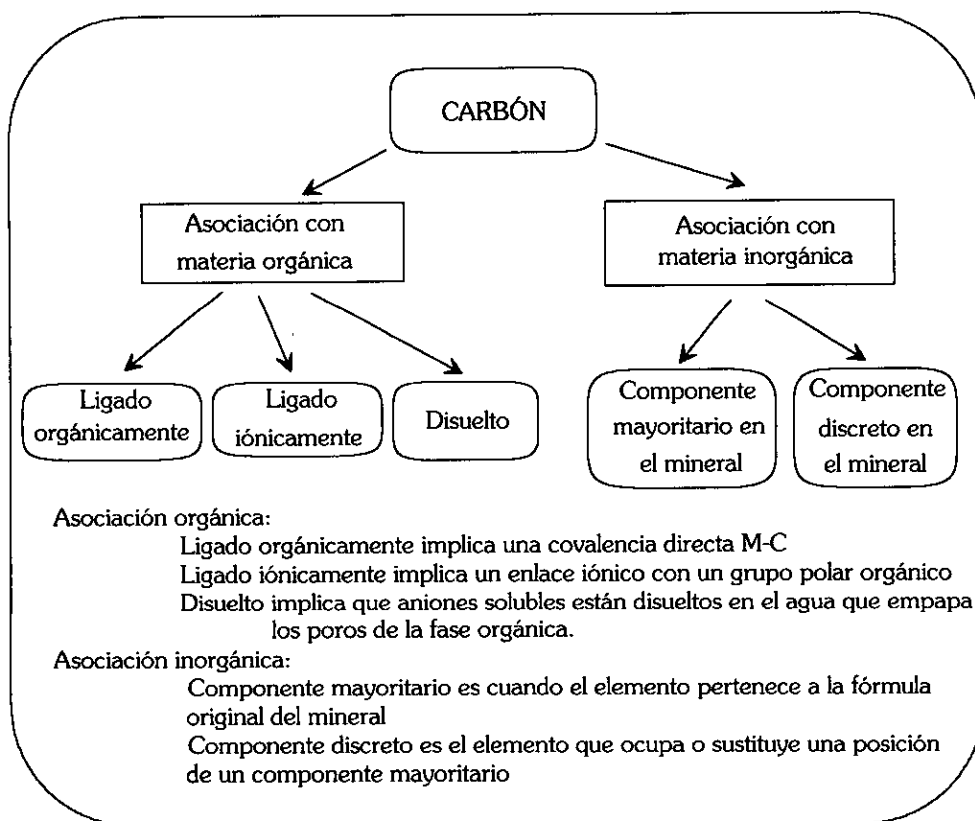 CARBÓN
Asociación con
materia orgánica
Asociación con
materia inorgánica
Ligado
orgánicamente
Ligado
iónicamente
Disuelto
Componente
mayoritario en
el mineral
Componente
discreto en
el mineral
Asociación orgánica:
Ligado orgánicamente implica una covalencia directa M-C
Ligado iónicamente implica un enlace iónico con un grupo polar orgánico
Disuelto implica que aniones solubles están disueltos en el agua que empapa
los poros de la fase orgánica.
Asociación inorgánica:
Componente mayoritario es cuando el elemento pertenece a la fórmula
original del mineral
Componente discreto es el elemento que ocupa o sustituye una posición
de un componente mayoritario